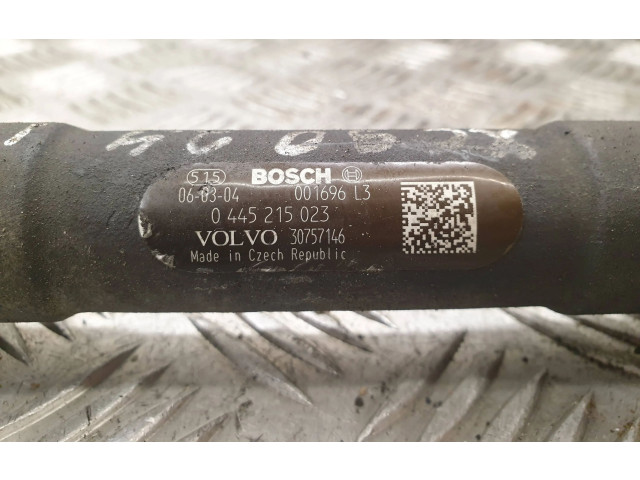 515 BOSCH
06-03-04 001696 L3
0 445 215 023
VOLVO 30757146
Made in Czech Republic